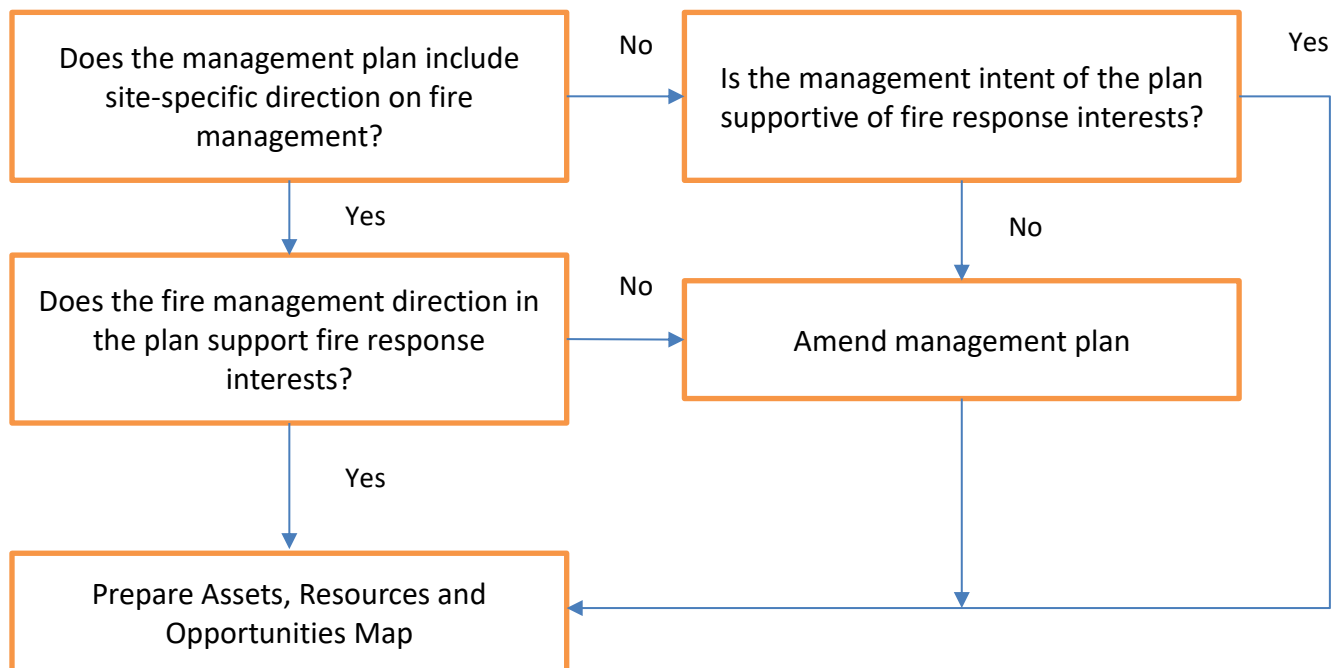 Does the management plan include
site-specific direction on fire
management?
No
Is the management intent of the plan
supportive of fire response interests?
Yes
Yes
No
Does the fire management direction in
the plan support fire response
interests?
No
Amend management plan
Yes
Prepare Assets, Resources and
Opportunities Map